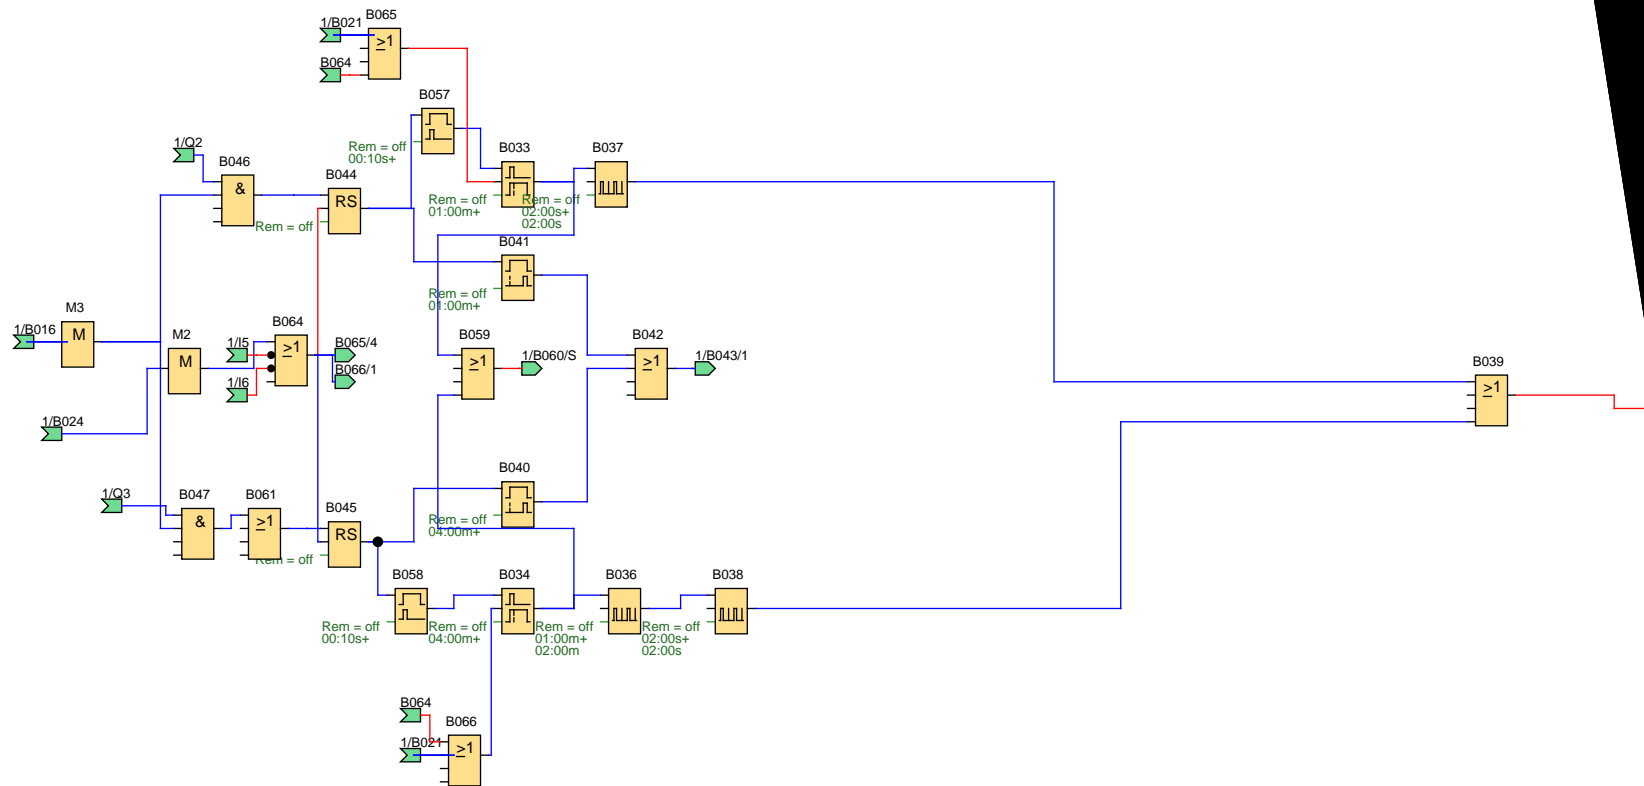 B065
1/B021
≥1
B064
B057
Rem = off
00:10s+
1/Q2
B046
&
B044
RS
Rem = off
B033
Rem = off
01:00m+
B037
Rem = off
02:00s+
02:00s
B041
Rem = off
01:00m+
M3
M
1/B016
M2
M
B064
≥1
1/I5
1/I6
B065/4
B066/1
B059
≥1
1/B060/S
B042
≥1
1/B043/1
B039
≥1
1/B024
B040
Rem = off
04:00m+
1/Q3
B047
&
B061
≥1
B045
RS
Rem = off
B058
Rem = off
00:10s+
B034
Rem = off
04:00m+
B036
Rem = off
01:00m+
02:00m
B038
Rem = off
02:00s+
02:00s
B064
B066
≥1
1/B021